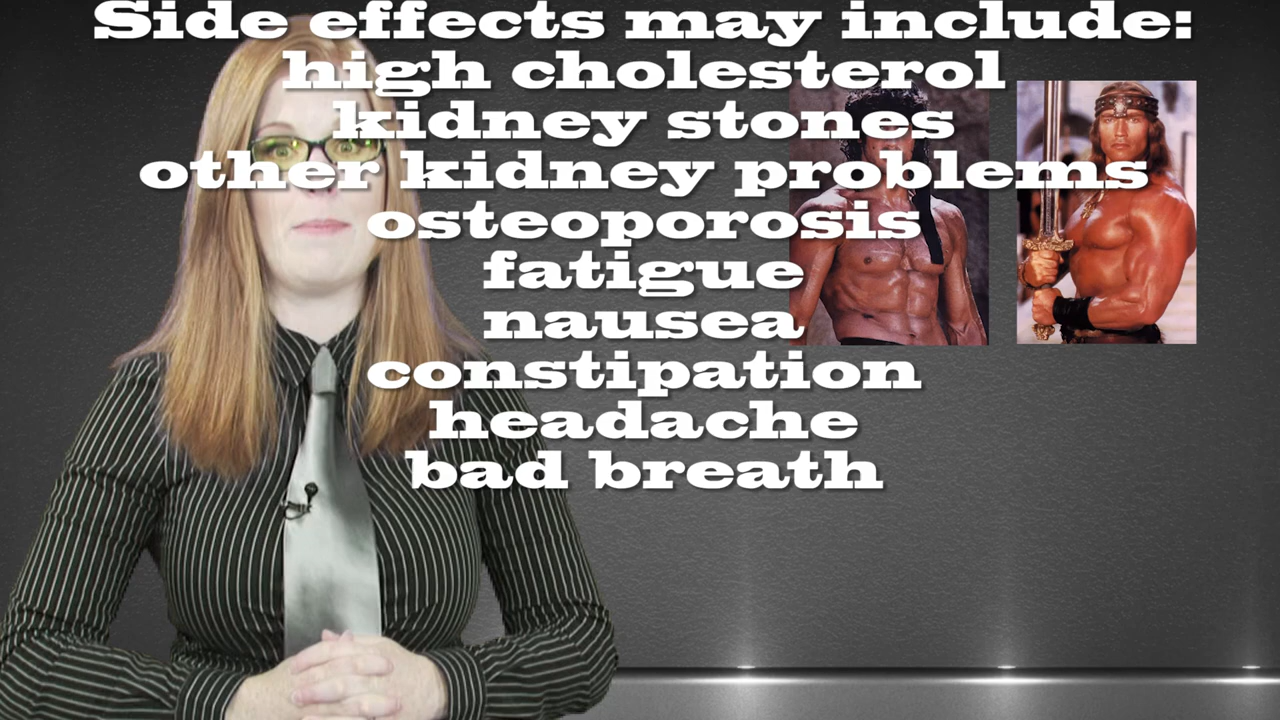 Side effects may include:
high cholesterol
kidney stones
other kidney problems
osteoporosis
fatigue
nausea
constipation
headache
bad breath